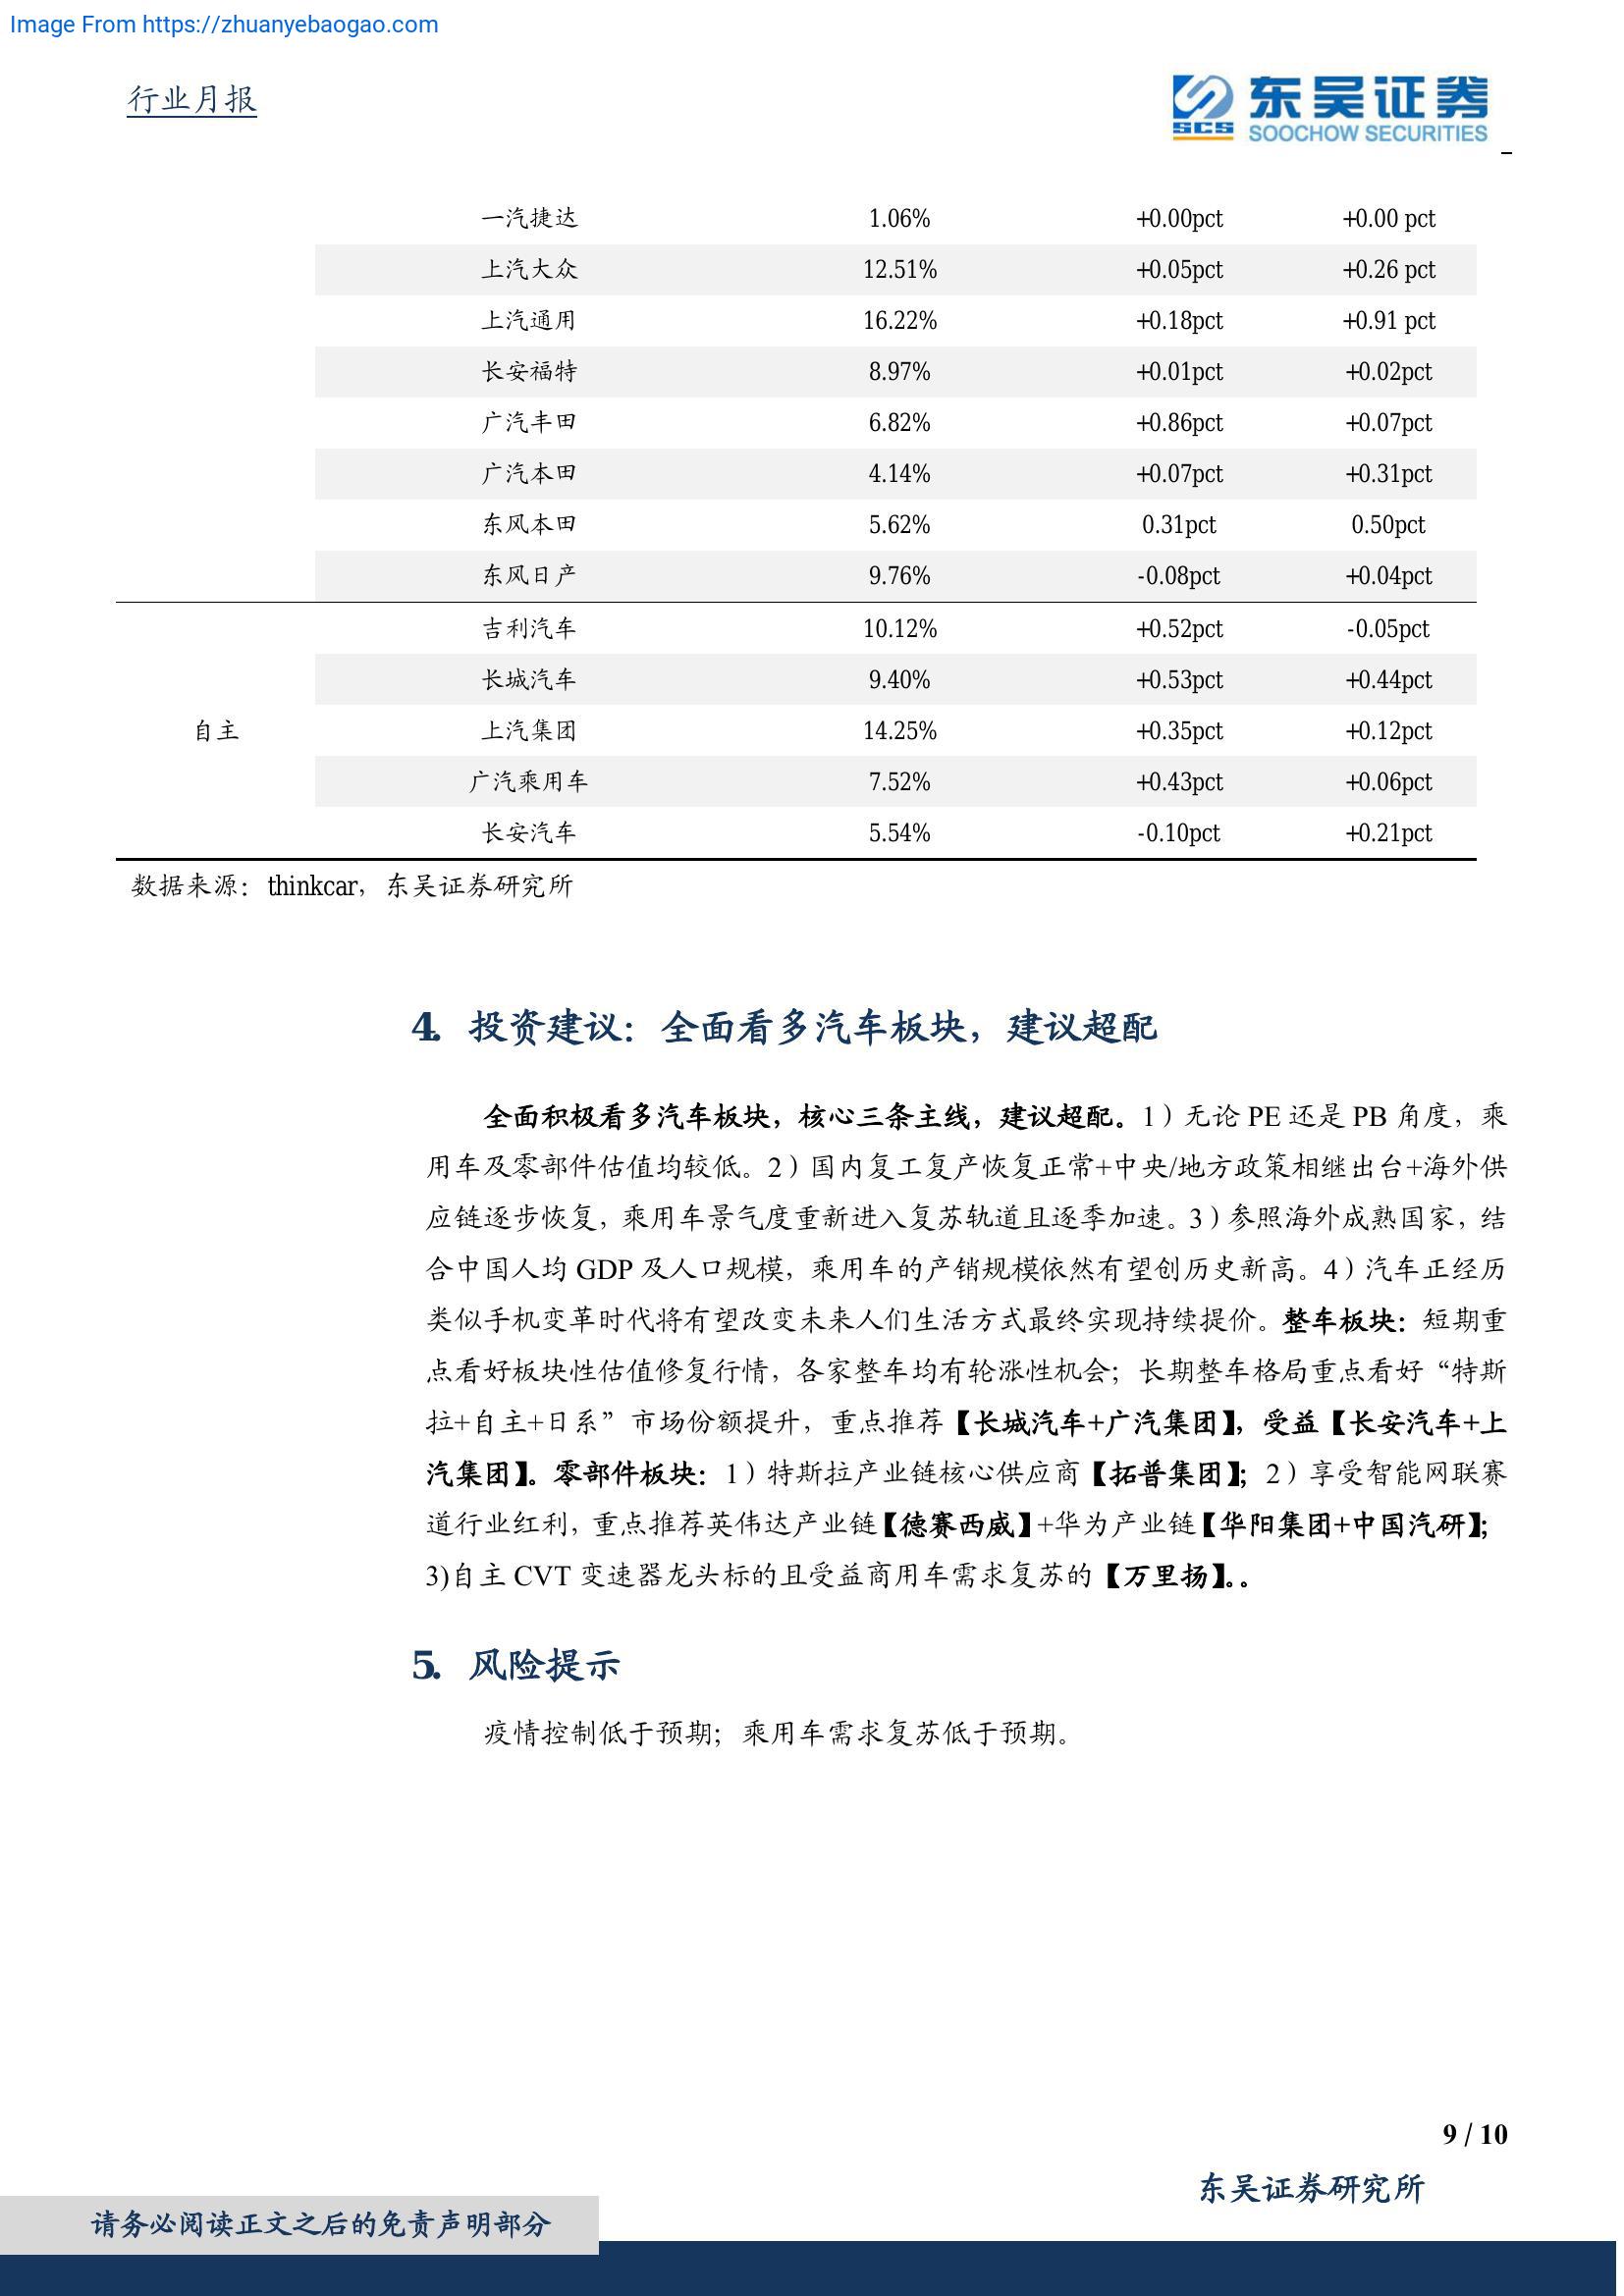 Image From https://zhuanyebaogao.com
行业月报
东吴证券
SCS SOOCHOW SECURITIES
一汽捷达 1.06% +0.00pct +0.00 pct
上汽大众 12.51% +0.05pct +0.26 pct
上汽通用 16.22% +0.18pct +0.91 pct
长安福特 8.97% +0.01pct +0.02pct
广汽丰田 6.82% +0.86pct +0.07pct
广汽本田 4.14% +0.07pct +0.31pct
东风本田 5.62% 0.31pct 0.50pct
东风日产 9.76% -0.08pct +0.04pct
吉利汽车 10.12% +0.52pct -0.05pct
长城汽车 9.40% +0.53pct +0.44pct
自主 上汽集团 14.25% +0.35pct +0.12pct
广汽乘用车 7.52% +0.43pct +0.06pct
长安汽车 5.54% -0.10pct +0.21pct
数据来源：thinkcar，东吴证券研究所
4. 投资建议：全面看多汽车板块，建议超配
全面积极看多汽车板块，核心三条主线，建议超配。1）无论 PE 还是 PB 角度，乘
用车及零部件估值均较低。2）国内复工复产恢复正常+中央/地方政策相继出台+海外供
应链逐步恢复，乘用车景气度重新进入复苏轨道且逐季加速。3）参照海外成熟国家，结
合中国人均 GDP 及人口规模，乘用车的产销规模依然有望创历史新高。4）汽车正经历
类似手机变革时代将有望改变未来人们生活方式最终实现持续提价。整车板块：短期重
点看好板块性估值修复行情，各家整车均有轮涨性机会；长期整车格局重点看好“特斯
拉+自主+日系”市场份额提升，重点推荐【长城汽车+广汽集团】，受益【长安汽车+上
汽集团】。零部件板块：1）特斯拉产业链核心供应商【拓普集团】；2）享受智能网联赛
道行业红利，重点推荐英伟达产业链【德赛西威】+华为产业链【华阳集团+中国汽研】；
3)自主 CVT 变速器龙头标的且受益商用车需求复苏的【万里扬】。。
5. 风险提示
疫情控制低于预期；乘用车需求复苏低于预期。
9 / 10
东吴证券研究所
请务必阅读正文之后的免责声明部分